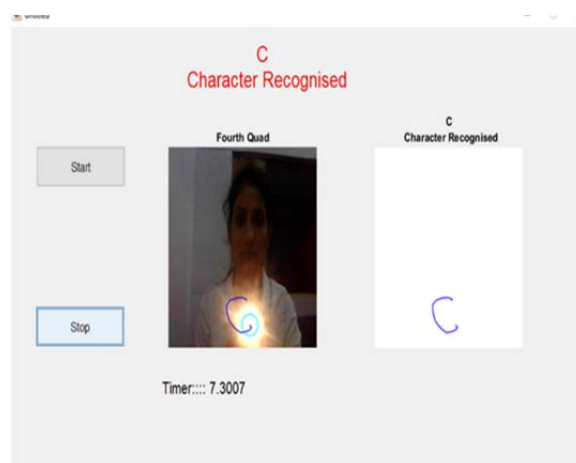 C
Character Recognised
Fourth Quad
C
Character Recognised
Start
Stop
Timer:::: 7.3007